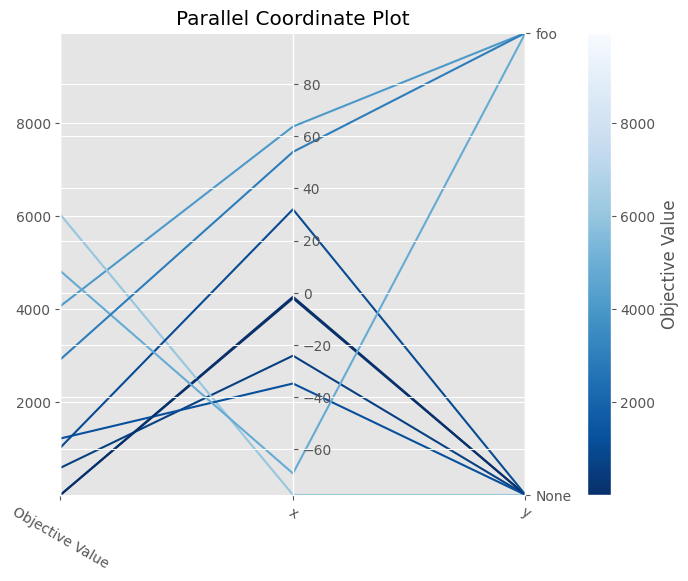 Parallel Coordinate Plot
foo
80
8000
8000
60
40
6000
6000
20
Objective Value
0
4000
4000
−20
−40
2000
2000
−60
None
Objective Value
x
y